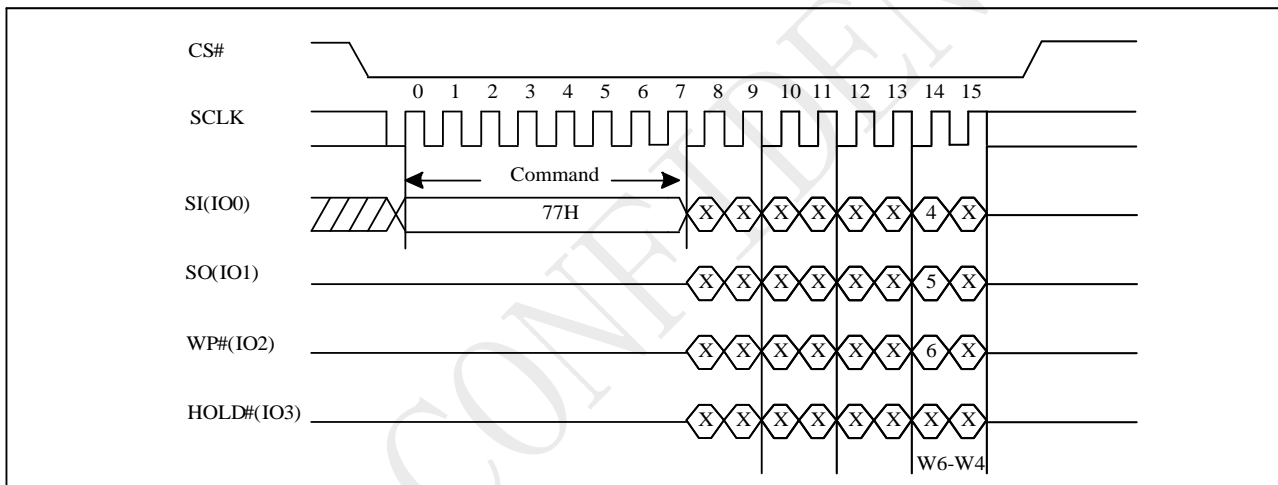 CS#
0 1 2 3 4 5 6 7 8 9 10 11 12 13 14 15
SCLK
Command
SI(IO0) 77H X X X X X X 4 X
SO(IO1) X X X X X X 5 X
WP#(IO2) X X X X X X 6 X
HOLD#(IO3) X X X X X X X X
W6-W4